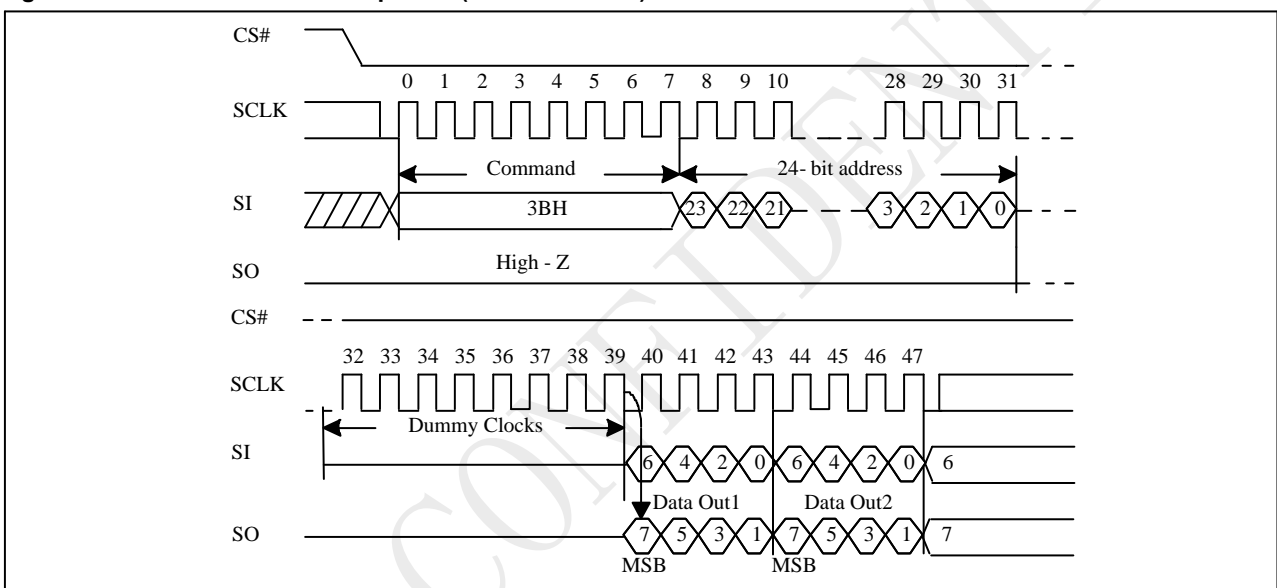 CS#
0 1 2 3 4 5 6 7 8 9 10 28 29 30 31
SCLK
Command 24- bit address
SI 3BH 23 22 21 3 2 1 0
High - Z
SO
CS#
32 33 34 35 36 37 38 39 40 41 42 43 44 45 46 47
SCLK
Dummy Clocks
SI 6 4 2 0 6 4 2 0 6
Data Out1 Data Out2
SO 7 5 3 1 7 5 3 1 7
MSB MSB
CONFIDENT